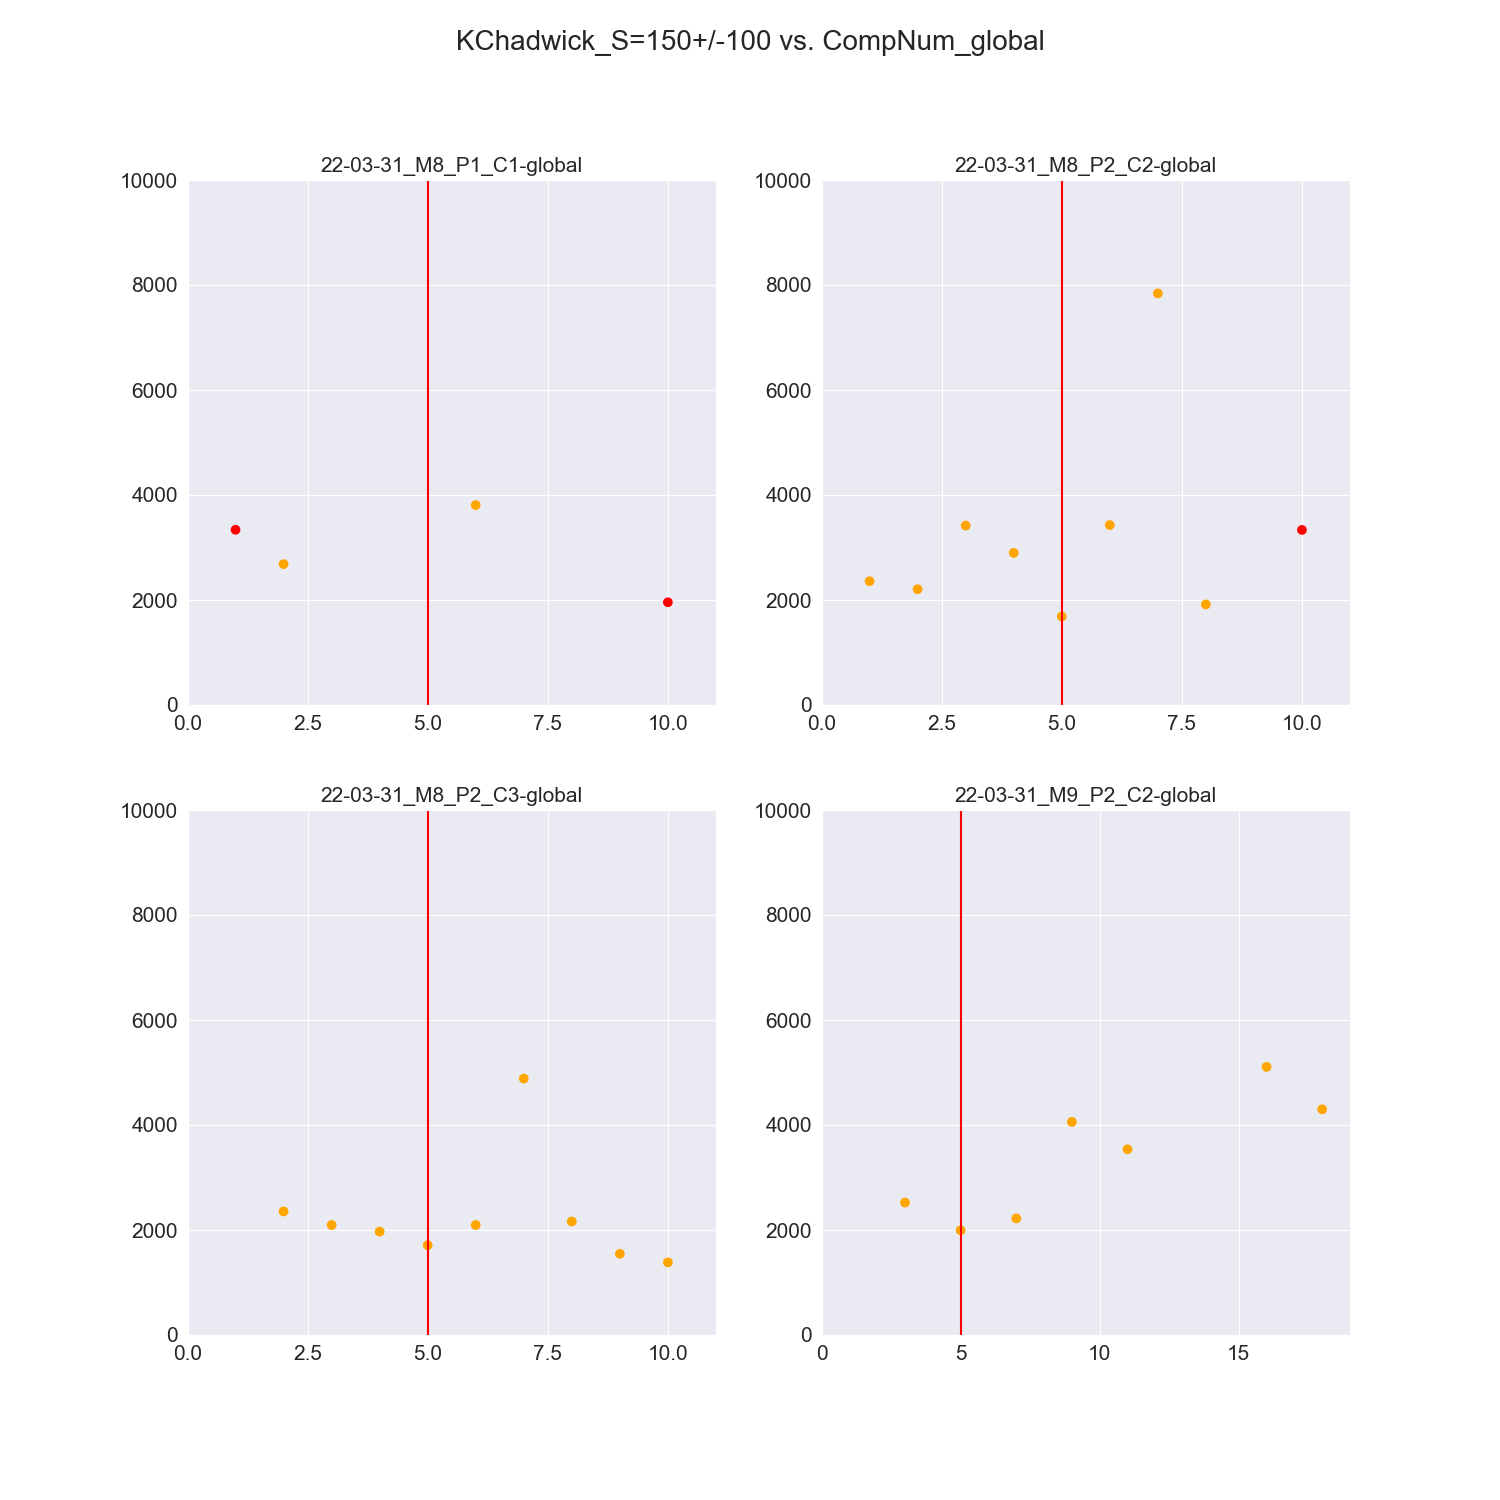 KChadwick_S=150+/-100 vs. CompNum_global
22-03-31_M8_P1_C1-global
10000
8000
6000
4000
2000
0
0.0 2.5 5.0 7.5 10.0
22-03-31_M8_P2_C2-global
10000
8000
6000
4000
2000
0
0.0 2.5 5.0 7.5 10.0
22-03-31_M8_P2_C3-global
10000
8000
6000
4000
2000
0
0.0 2.5 5.0 7.5 10.0
22-03-31_M9_P2_C2-global
10000
8000
6000
4000
2000
0
0 5 10 15